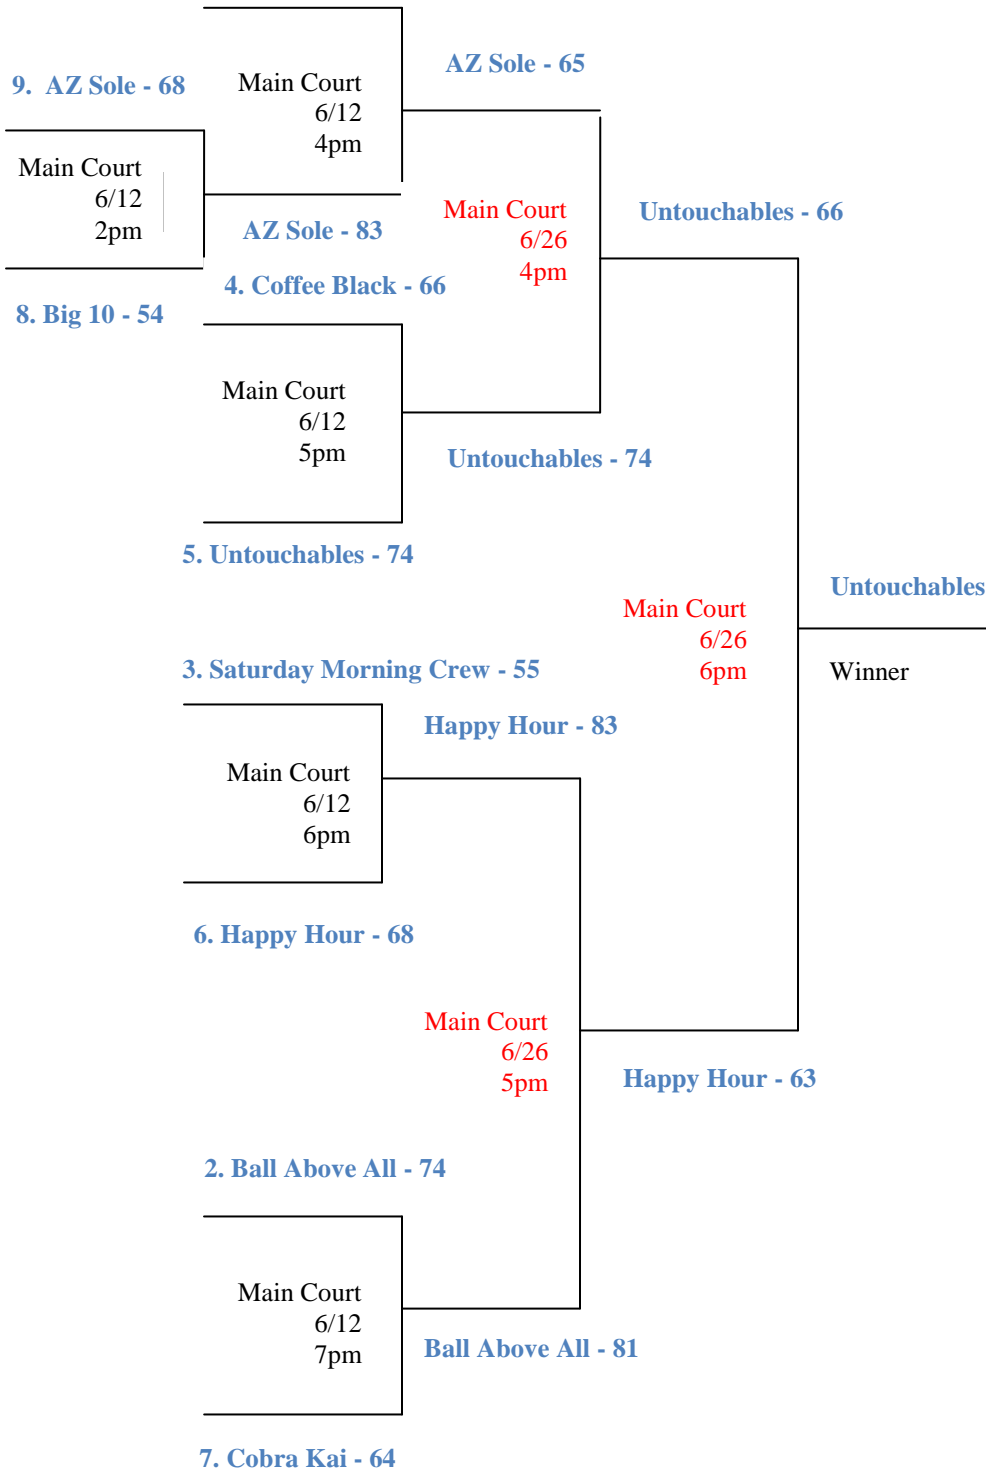 AZ Sole - 65
9.  AZ Sole - 68
Main Court
6/12
4pm
Main Court
6/12
2pm
AZ Sole - 83
Main Court
6/26
4pm
Untouchables - 66
4. Coffee Black - 66
8. Big 10 - 54
Main Court
6/12
5pm
Untouchables - 74
5. Untouchables - 74
Untouchables
Main Court
6/26
6pm
Winner
3. Saturday Morning Crew - 55
Happy Hour - 83
Main Court
6/12
6pm
6. Happy Hour - 68
Main Court
6/26
5pm
Happy Hour - 63
2. Ball Above All - 74
Main Court
6/12
7pm
Ball Above All - 81
7. Cobra Kai - 64